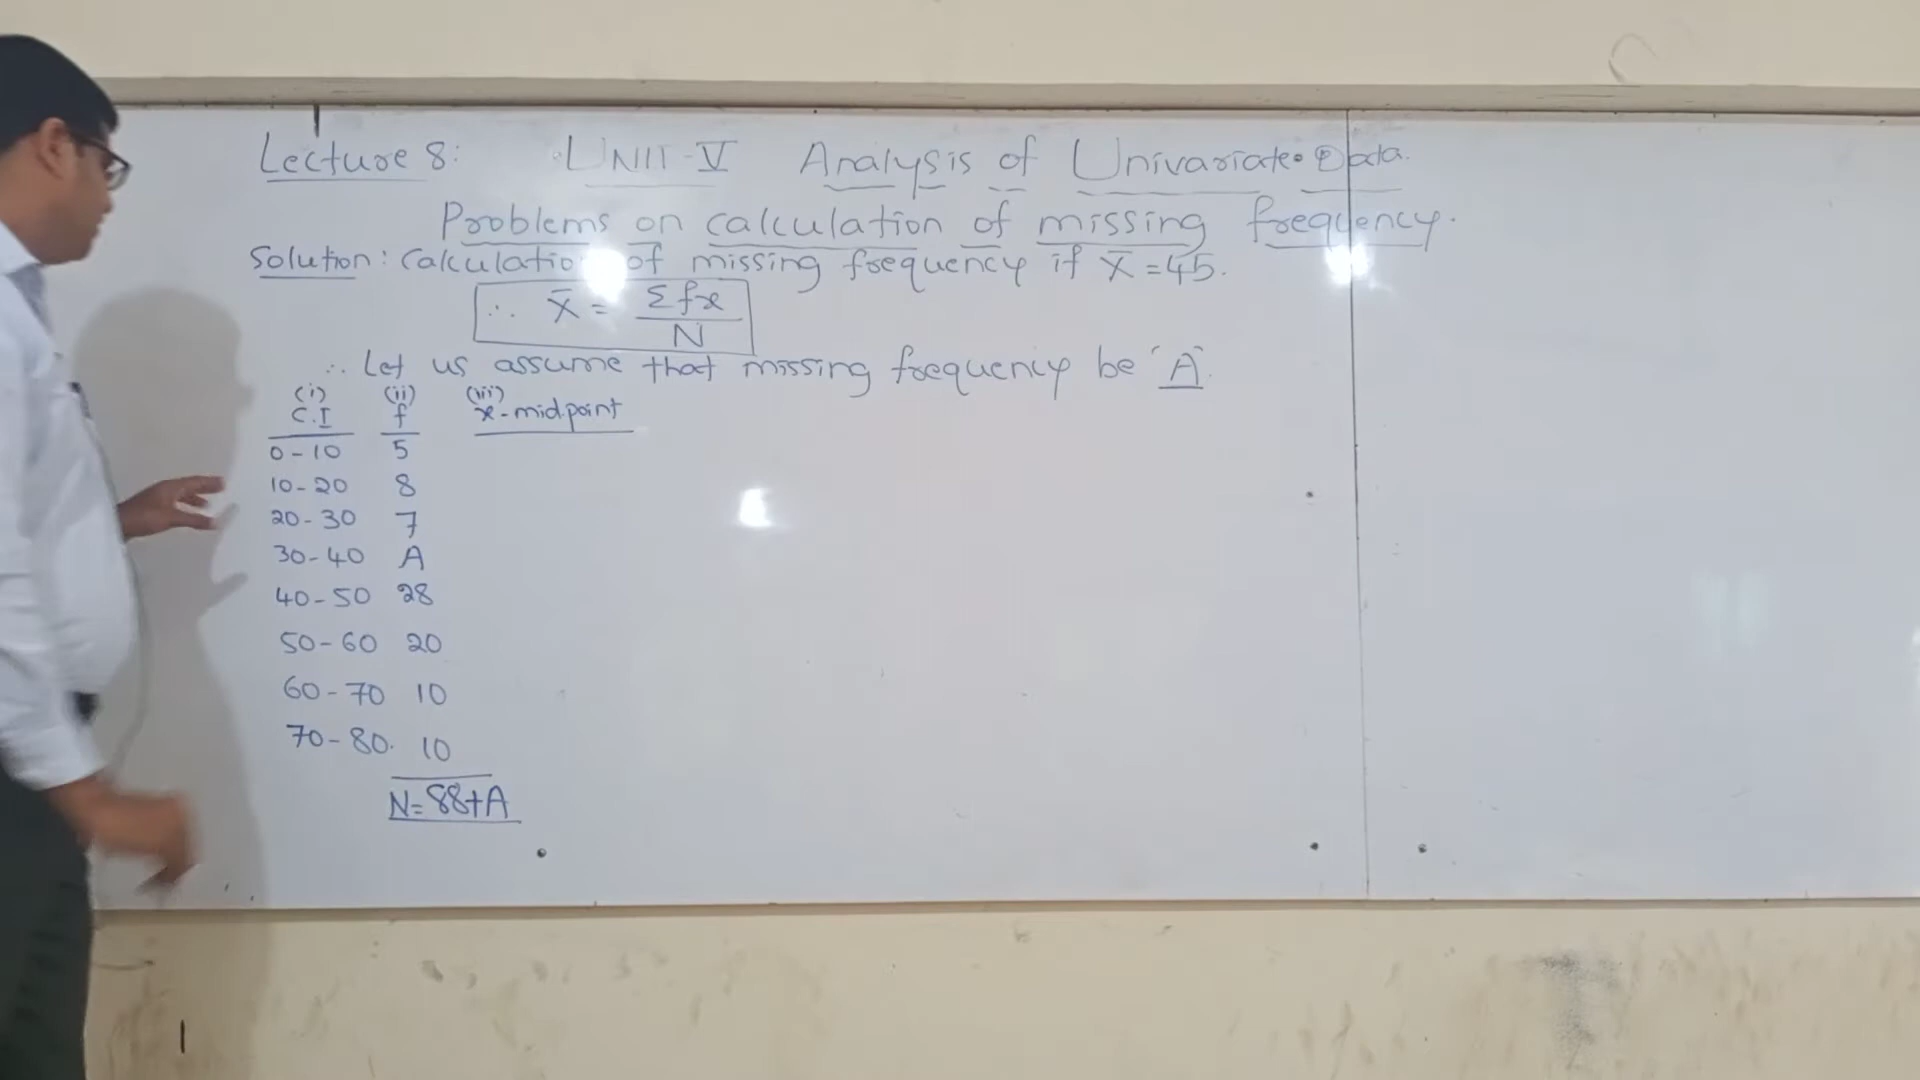 Lecture 8: UNIT-V Analysis of Univariate Data.
Problems on calculation of missing frequency.
Solution: Calculation of missing frequency if X̄ = 45.
∴ X̄ = Σfx / N
∴ Let us assume that missing frequency be 'A'.
(i) (ii) (iii)
C.I f x-midpoint
0-10 5
10-20 8
20-30 7
30-40 A
40-50 28
50-60 20
60-70 10
70-80. 10
N=88+A